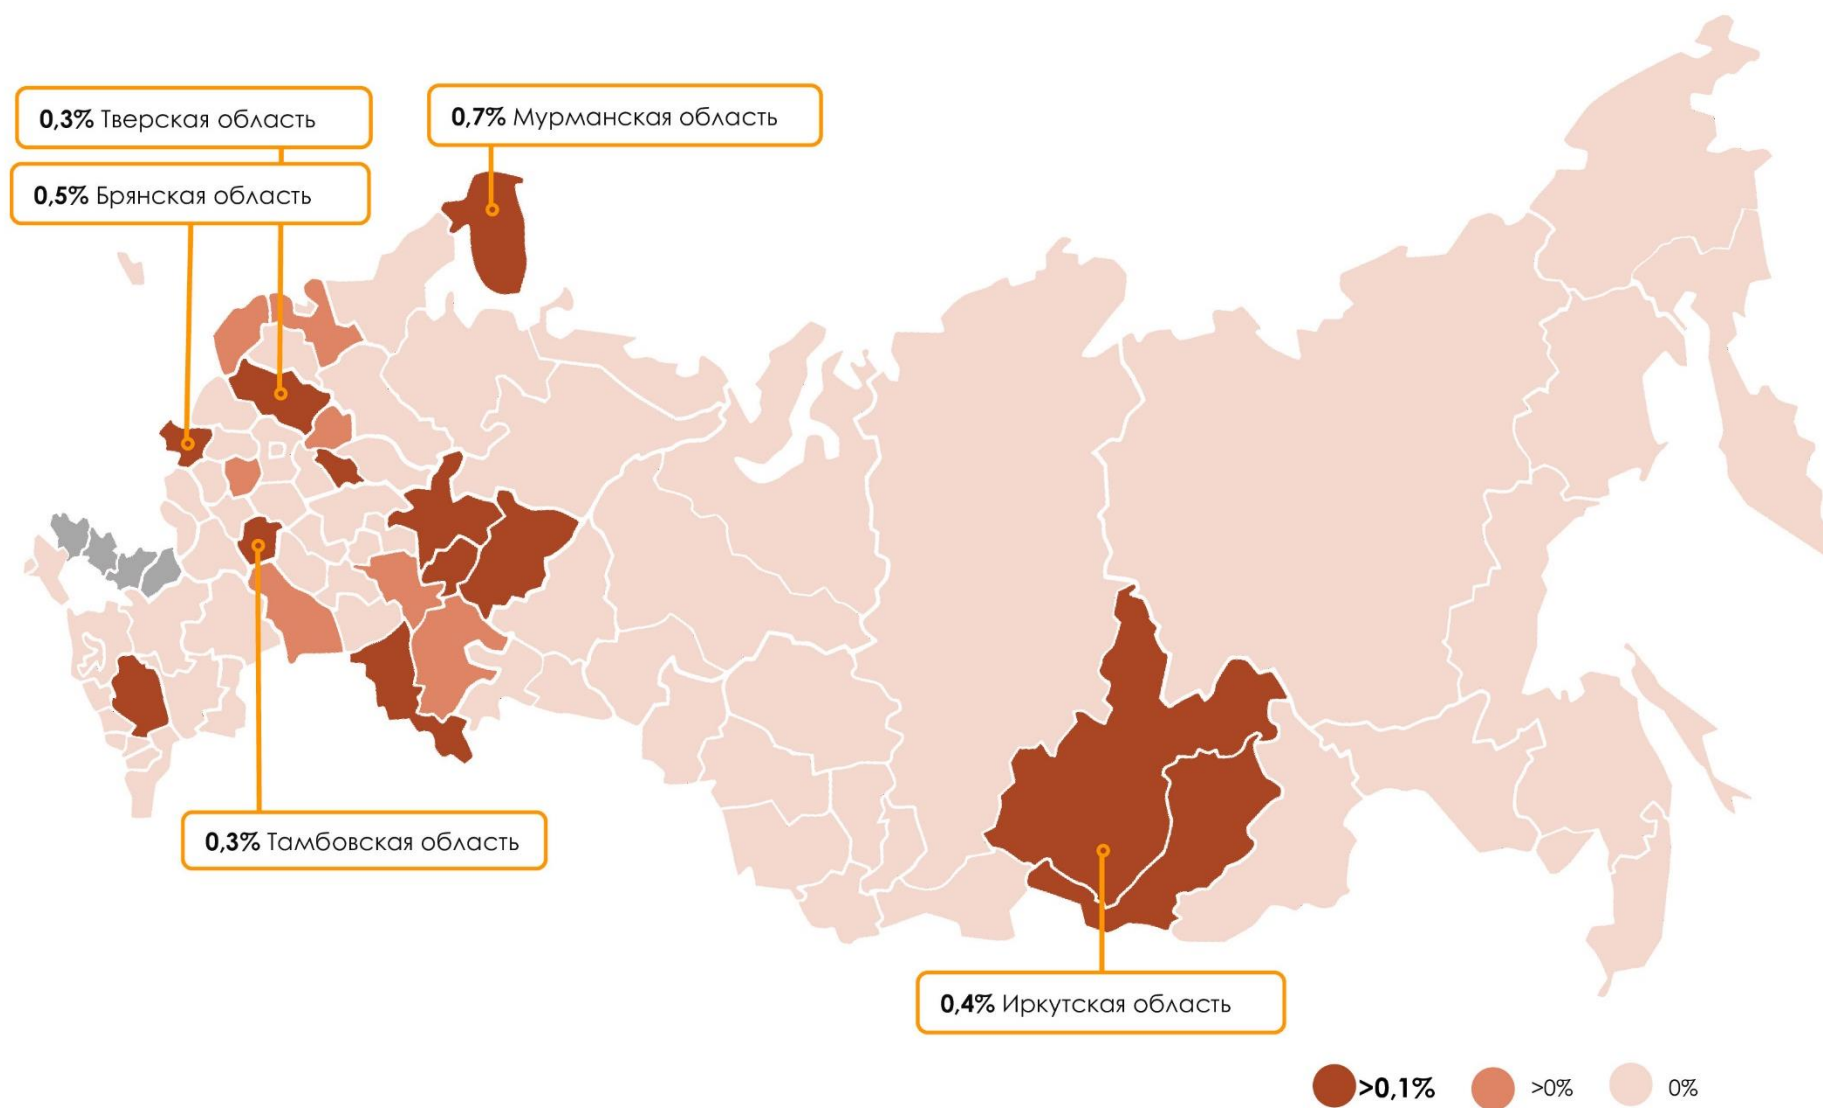 0,3% Тверская область
0,7% Мурманская область
0,5% Брянская область
0,3% Тамбовская область
0,4% Иркутская область
>0,1%
>0%
0%